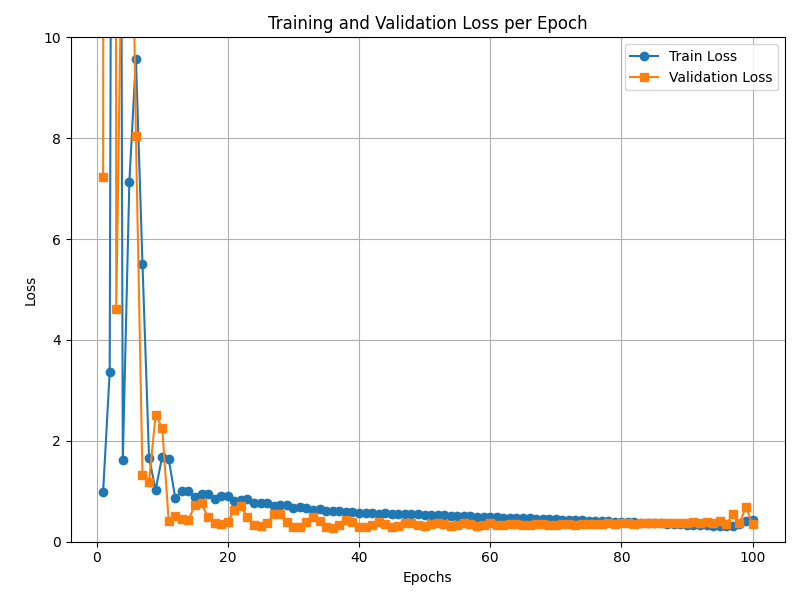 Training and Validation Loss per Epoch
10
8
6
4
2
0
Loss
Train Loss
Validation Loss
0 20 40 60 80 100
Epochs